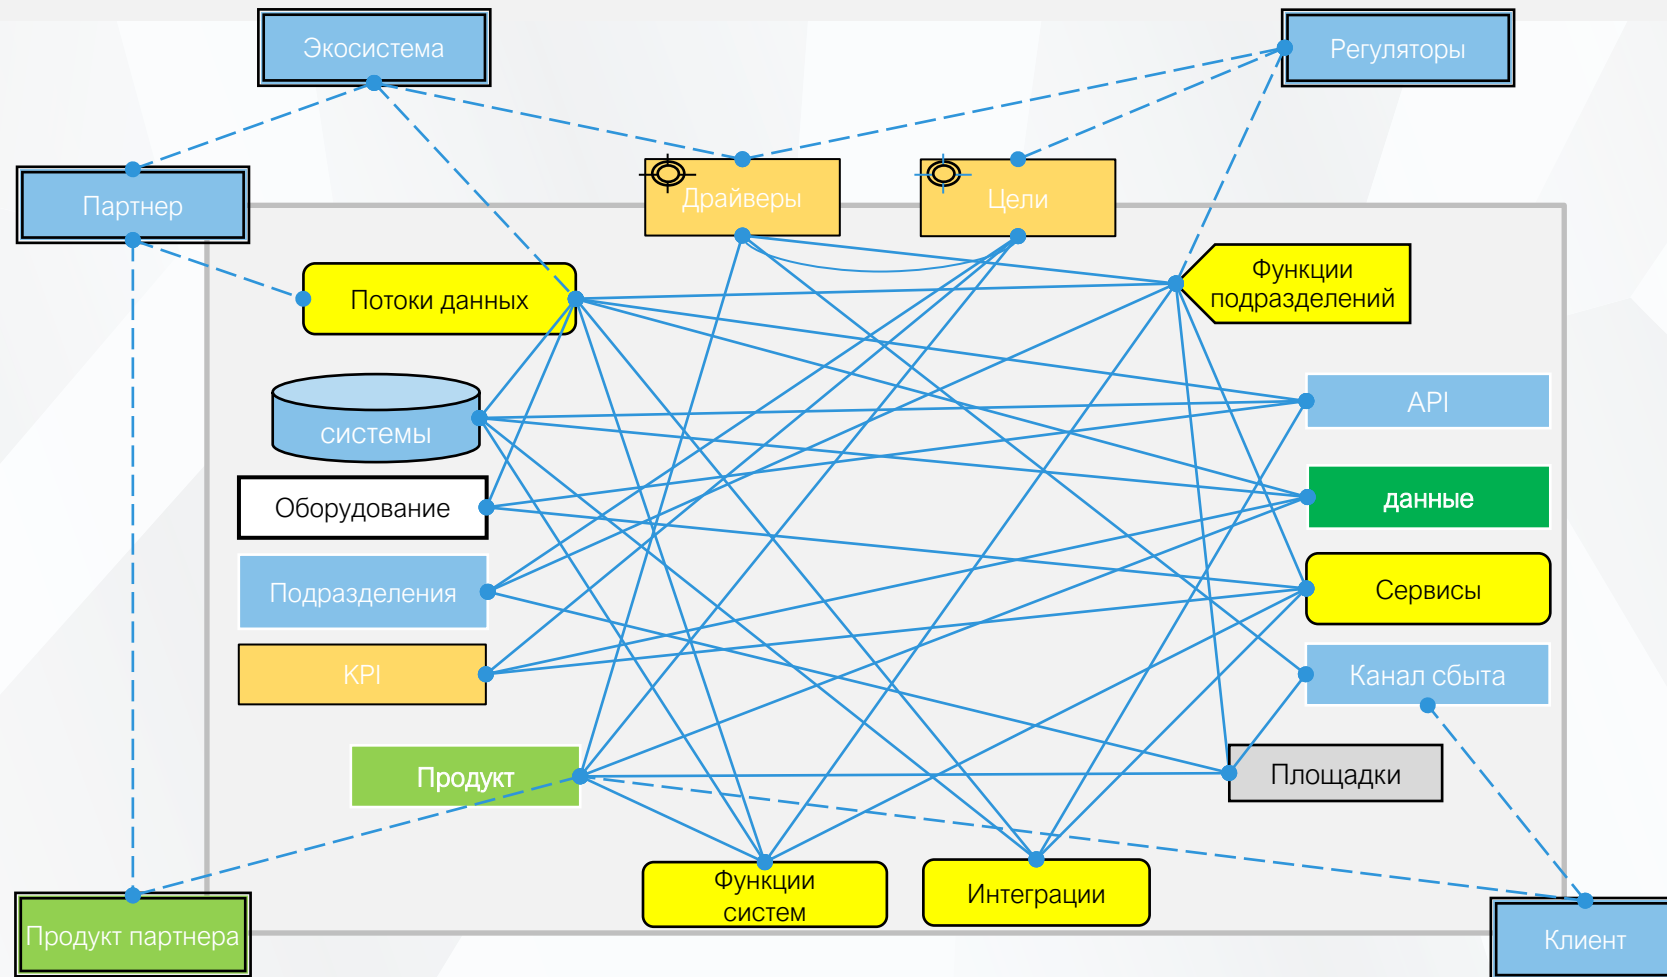 Экосистема
Регуляторы
Партнер
Драйверы
Цели
Потоки данных
Функции
подразделений
системы
API
Оборудование
данные
Подразделения
Сервисы
KPI
Канал сбыта
Продукт
Площадки
Функции
систем
Интеграции
Продукт партнера
Клиент